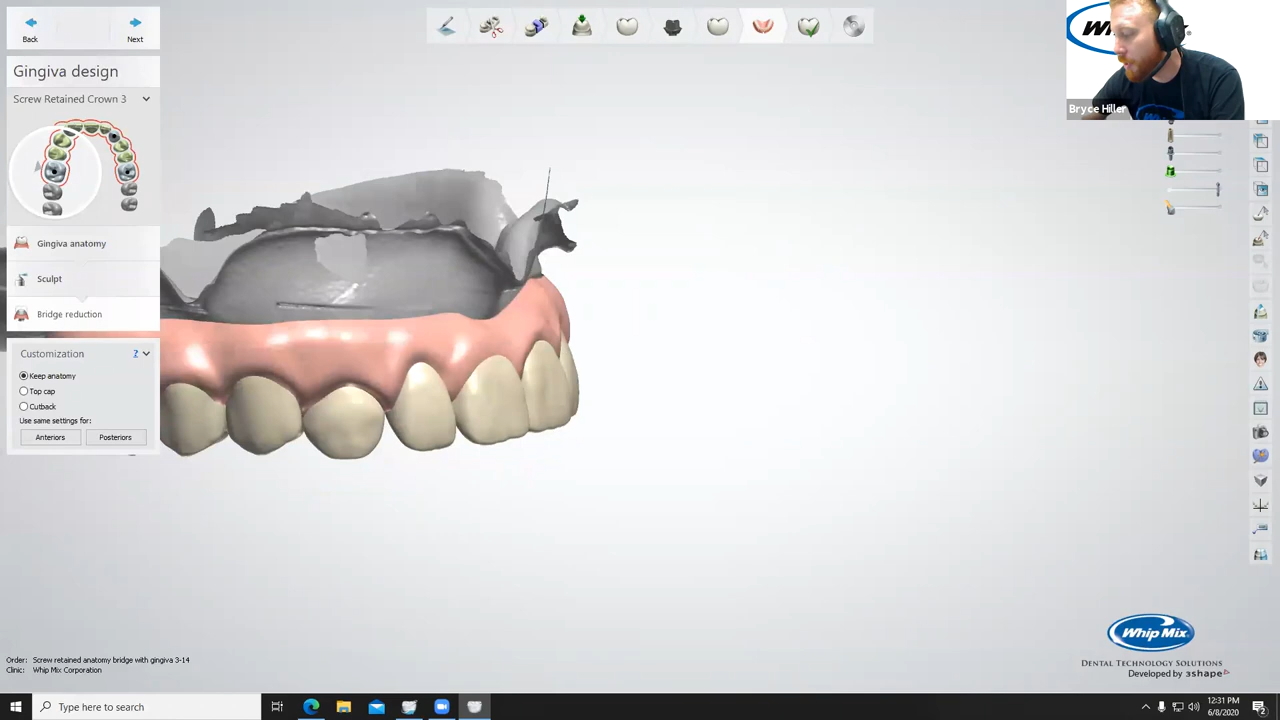 Back
Next
Gingiva design
Screw Retained Crown 3
Gingiva anatomy
Sculpt
Bridge reduction
Customization
?
Keep anatomy
Top cap
Cutback
Use same settings for:
Anteriors
Posteriors
Bryce Hiller
Whip Mix
DENTAL TECHNOLOGY SOLUTIONS
Developed by 3shape
Order: Screw retained anatomy bridge with gingiva 3-14
Clinic: Whip Mix Corporation
Type here to search
12:31 PM
6/8/2020
2